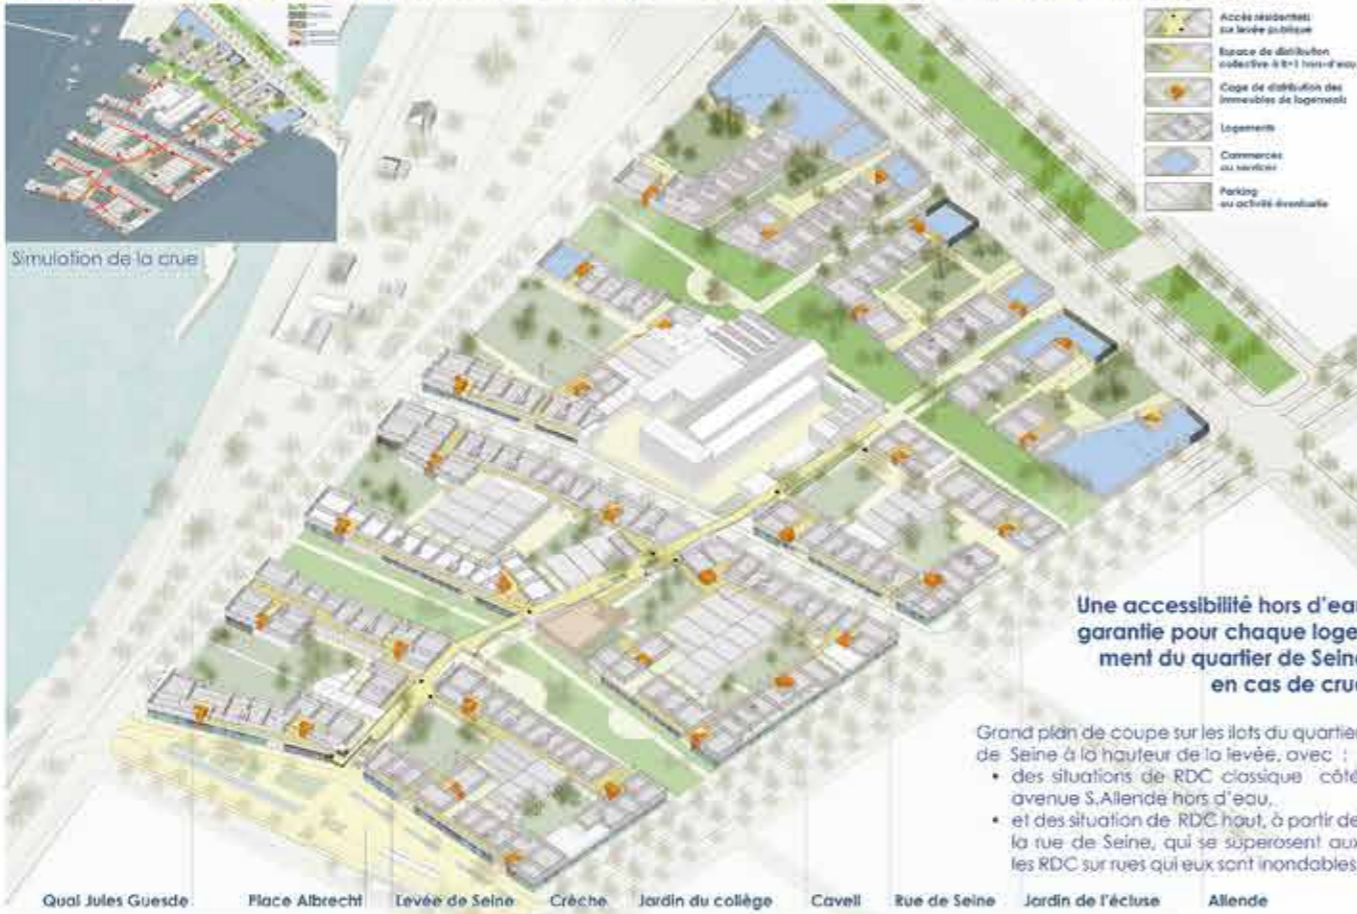 Accès résidentiels
sur levée publique
Espace de distribution
collective à R+1 hors-d'eau
Cage de distribution des
immeubles de logements
Logements
Commerces
ou services
Parking
ou activité éventuelle
Simulation de la crue
Une accessibilité hors d'eau
garantie pour chaque loge-
ment du quartier de Seine
en cas de crue
Grand plan de coupe sur les ilots du quartier
de Seine à la hauteur de la levée, avec :
• des situations de RDC classique côté
avenue S.Allende hors d'eau,
• et des situation de RDC haut, à partir de
la rue de Seine, qui se superosent aux
les RDC sur rues qui eux sont inondables
Quai Jules Guesde
Place Albrecht
Levée de Seine
Crèche
Jardin du collège
Cavell
Rue de Seine
Jardin de l'écluse
Allende